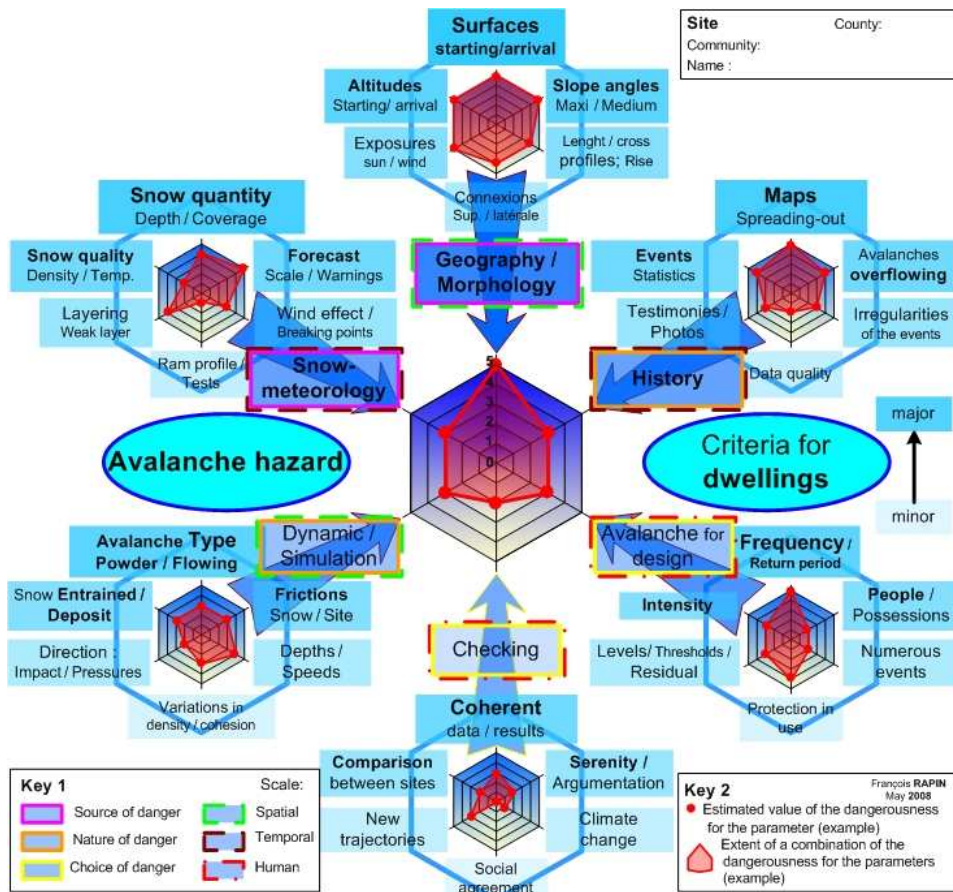 Surfaces
starting/arrival
Altitudes
Starting/ arrival
Slope angles
Maxi / Medium
Exposures
sun / wind
Lenght / cross
profiles; Rise
Connexions
Sup. / latérale
Site
County:
Community:
Name :
Snow quantity
Depth / Coverage
Snow quality
Density / Temp.
Forecast
Scale / Warnings
Layering
Weak layer
Wind effect /
Breaking points
Ram profile /
Tests
Geography /
Morphology
Maps
Spreading-out
Events
Statistics
Avalanches
overflowing
Testimonies /
Photos
Irregularities
of the events
Data quality
Snow-
meteorology
History
5
4
3
2
1
0
Avalanche hazard
Criteria for
dwellings
major
minor
Avalanche Type
Powder / Flowing
Dynamic /
Simulation
Snow Entrained /
Deposit
Frictions
Snow / Site
Direction :
Impact / Pressures
Depths /
Speeds
Variations in
density / cohesion
Avalanche for
design
Frequency /
Return period
Intensity
People /
Possessions
Levels/ Thresholds /
Residual
Numerous
events
Protection in
use
Checking
Coherent
data / results
Comparison
between sites
Serenity /
Argumentation
New
trajectories
Climate
change
Social
agreement
Key 1
Scale:
Source of danger
Spatial
Nature of danger
Temporal
Choice of danger
Human
Key 2
François RAPIN
May 2008
Estimated value of the dangerousness
for the parameter (example)
Extent of a combination of the
dangerousness for the parameters
(example)